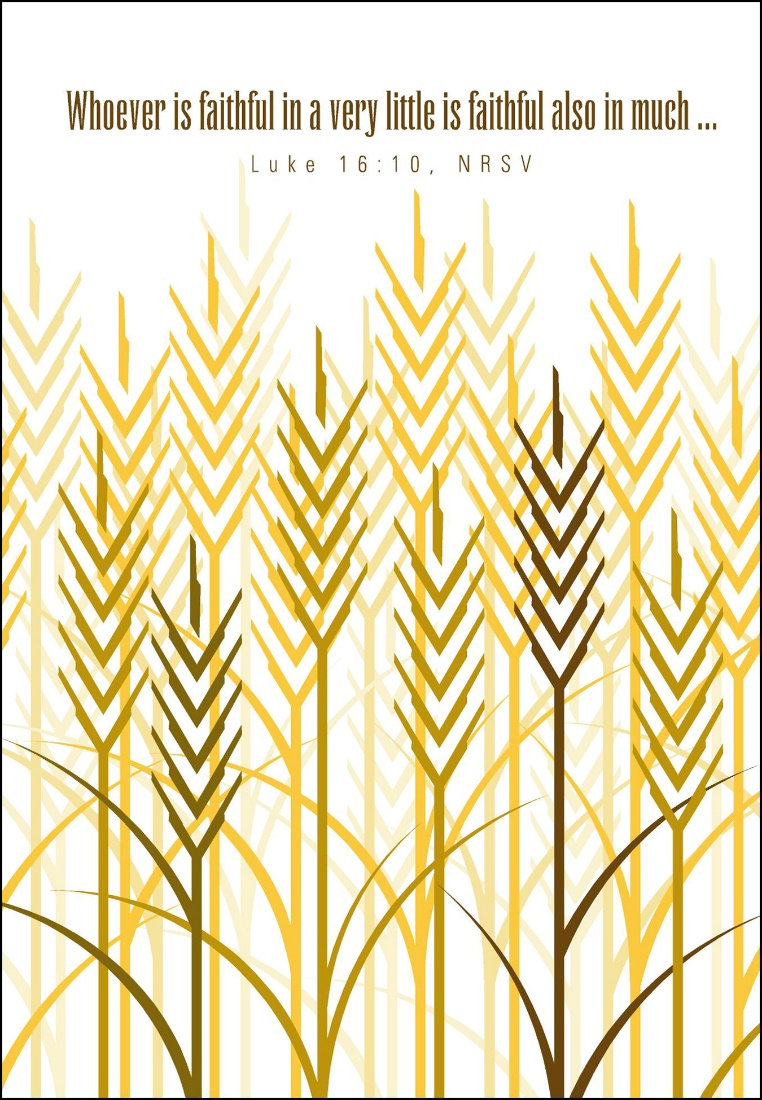 Whoever is faithful in a very little is faithful also in much ...
Luke 16:10, NRSV